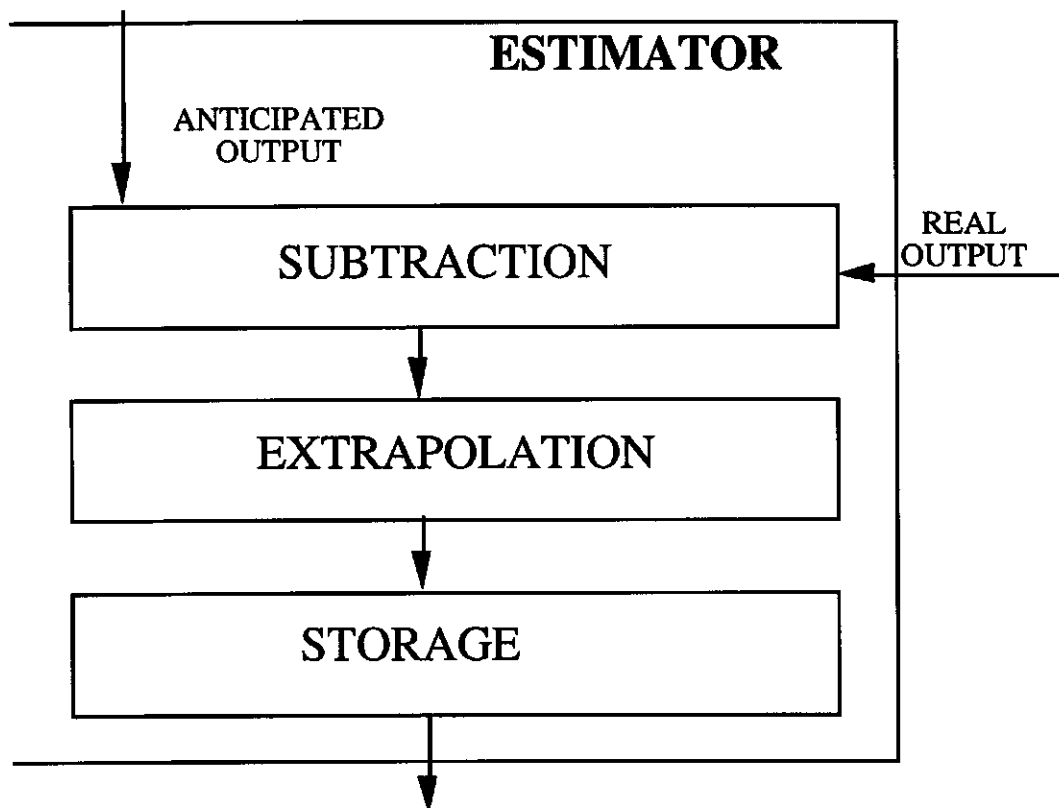 ESTIMATOR
ANTICIPATED
OUTPUT
SUBTRACTION
REAL
OUTPUT
EXTRAPOLATION
STORAGE